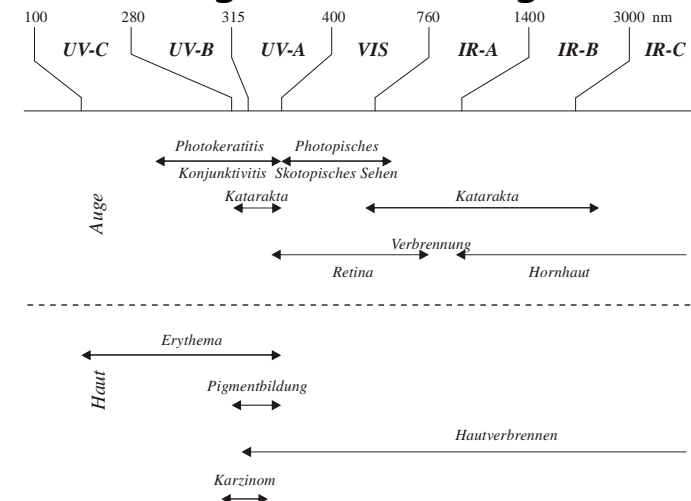 100 280 315 400 760 1400 3000 nm
UV-C UV-B UV-A VIS IR-A IR-B IR-C
Photokeratitis Photopisches
Konjunktivitis Skotopisches Sehen
Katarakta Katarakta
Auge
Verbrennung
Retina Hornhaut
Erythema
Haut
Pigmentbildung
Hautverbrennen
Karzinom